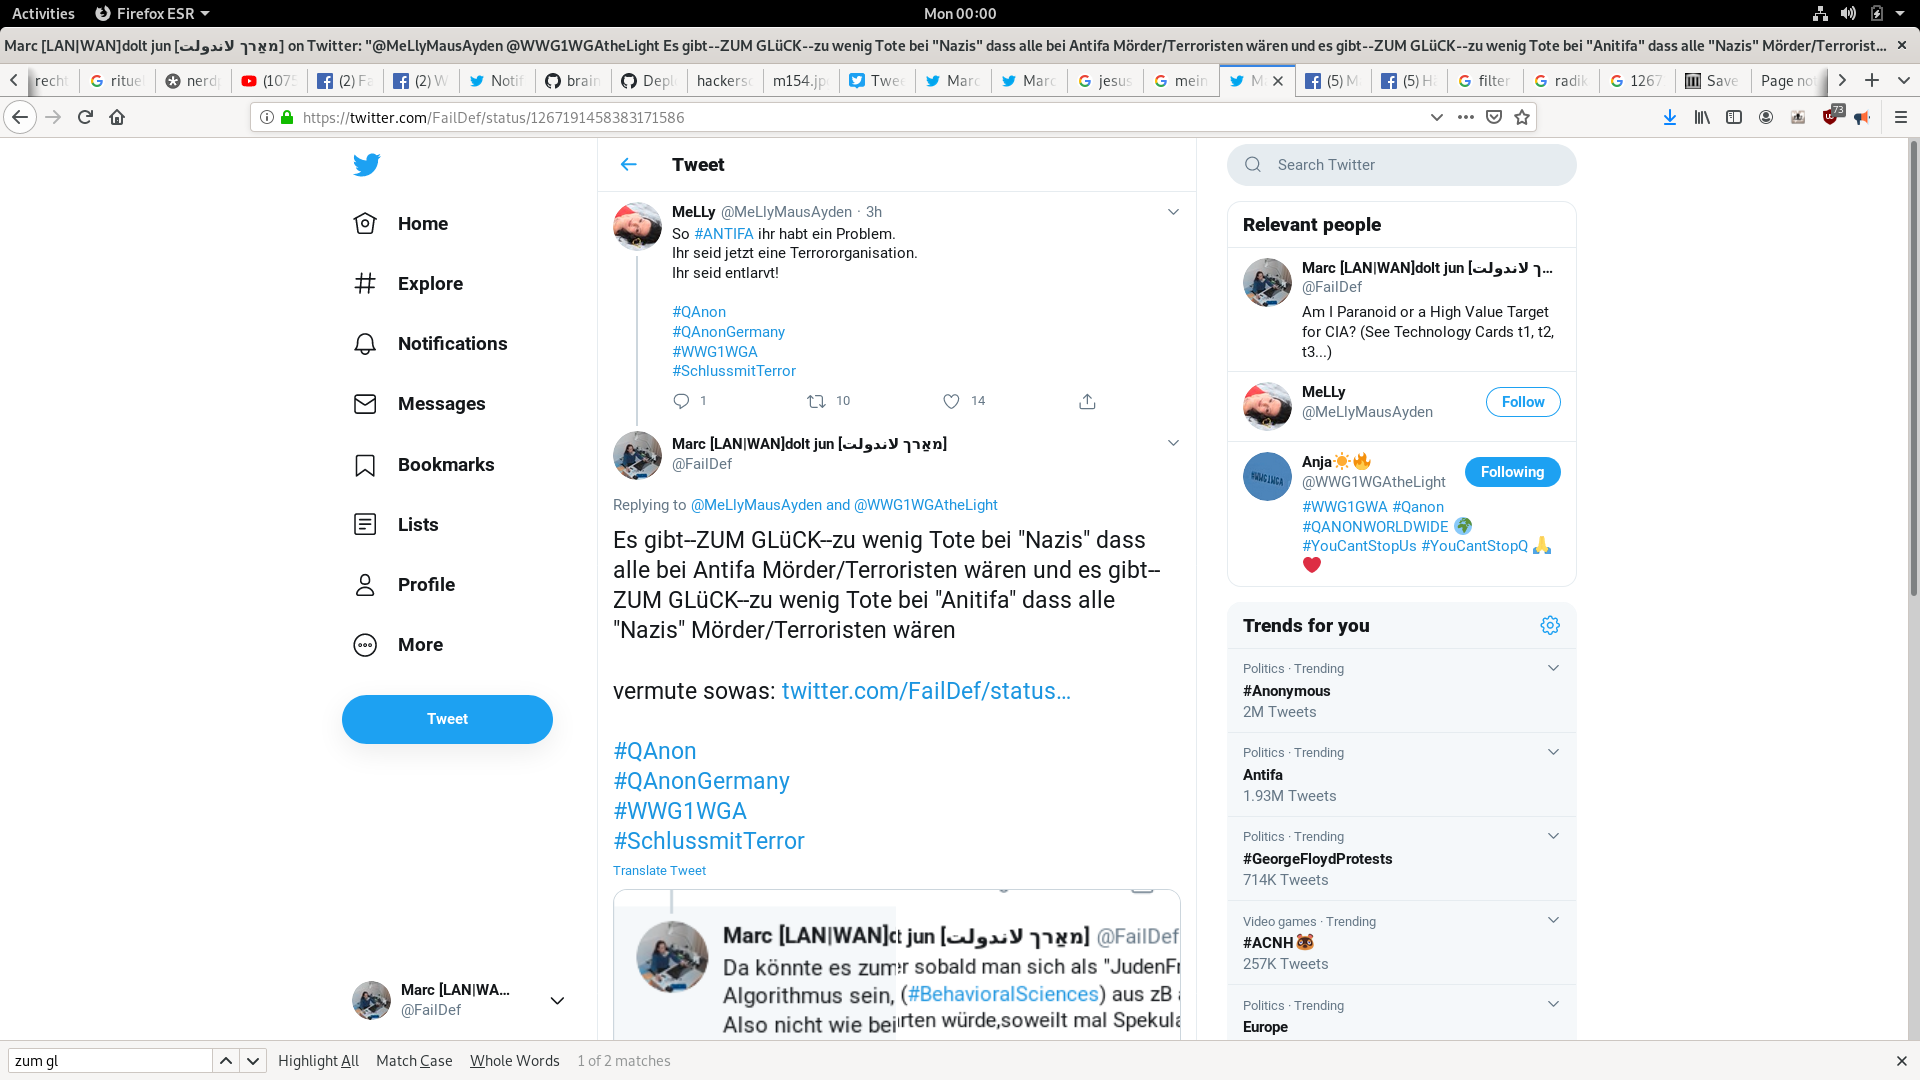 Activities
Firefox ESR
Mon 00:00
Marc [LAN|WAN]dolt jun [מאַרך לاندولت] on Twitter: "@MeLlyMausAyden @WWG1WGAtheLight Es gibt--ZUM GLüCK--zu wenig Tote bei "Nazis" dass alle bei Antifa Mörder/Terroristen wären und es gibt--ZUM GLüCK--zu wenig Tote bei "Anitifa" dass alle "Nazis" Mörder/Terrorist...
recht
rituel
nerdp
(1075
(2) Fa
(2) W
Notif
brain
Deplo
hackersc
m154.jp
Twee
Marc
Marc
jesus
mein
M
(5) M
(5) Hä
filter
radik
1267
Save
Page no
https://twitter.com/FailDef/status/1267191458383171586
73
Home
Explore
Notifications
Messages
Bookmarks
Lists
Profile
More
Tweet
Marc [LAN|WA...
@FailDef
Tweet
MeLLy @MeLlyMausAyden · 3h
So #ANTIFA ihr habt ein Problem.
Ihr seid jetzt eine Terrororganisation.
Ihr seid entlarvt!
#QAnon
#QAnonGermany
#WWG1WGA
#SchlussmitTerror
1
10
14
Marc [LAN|WAN]dolt jun [מאַרך לاندولت]
@FailDef
Replying to @MeLlyMausAyden and @WWG1WGAtheLight
Es gibt--ZUM GLüCK--zu wenig Tote bei "Nazis" dass
alle bei Antifa Mörder/Terroristen wären und es gibt--
ZUM GLüCK--zu wenig Tote bei "Anitifa" dass alle
"Nazis" Mörder/Terroristen wären
vermute sowas: twitter.com/FailDef/status…
#QAnon
#QAnonGermany
#WWG1WGA
#SchlussmitTerror
Translate Tweet
Marc [LAN|WAN]d
Da könnte es zum
Algorithmus sein,
Also nicht wie bei
t jun [מאַרך לاندولت] @FailDef
er sobald man sich als "JudenFr
(#BehavioralSciences) aus zB
rten würde,soweilt mal Spekula
Search Twitter
Relevant people
Marc [LAN|WAN]dolt jun [ך לاندولت...
@FailDef
Am I Paranoid or a High Value Target
for CIA? (See Technology Cards t1, t2,
t3...)
MeLLy
@MeLlyMausAyden
Follow
Anja☀️🔥
@WWG1WGAtheLight
Following
#WWG1GWA #Qanon
#QANONWORLDWIDE 🌍
#YouCantStopUs #YouCantStopQ 🙏
❤️
Trends for you
Politics · Trending
#Anonymous
2M Tweets
Politics · Trending
Antifa
1.93M Tweets
Politics · Trending
#GeorgeFloydProtests
714K Tweets
Video games · Trending
#ACNH
257K Tweets
Politics · Trending
Europe
zum gl
Highlight All
Match Case
Whole Words
1 of 2 matches